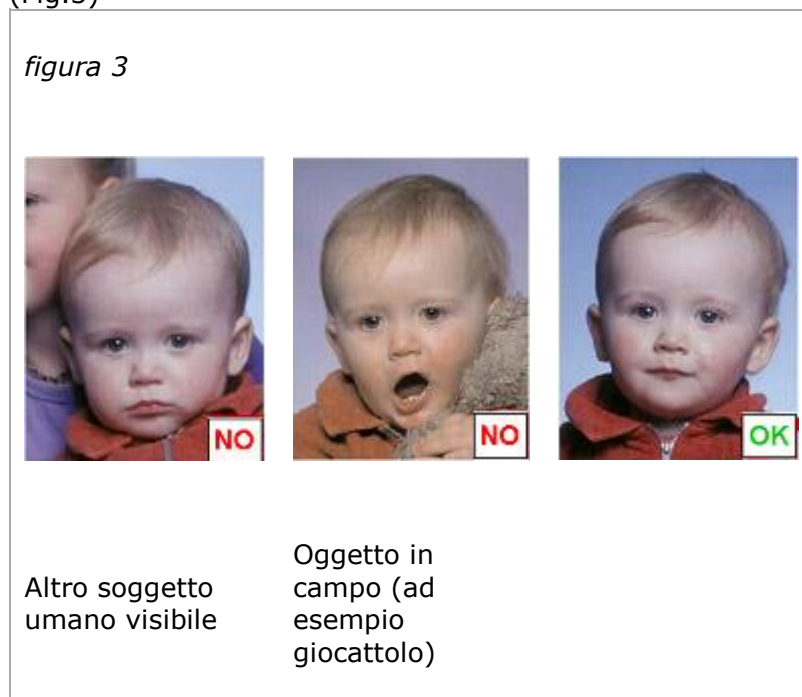 (Fig.3)
figura 3
NO
NO
OK
Altro soggetto
umano visibile
Oggetto in
campo (ad
esempio
giocattolo)